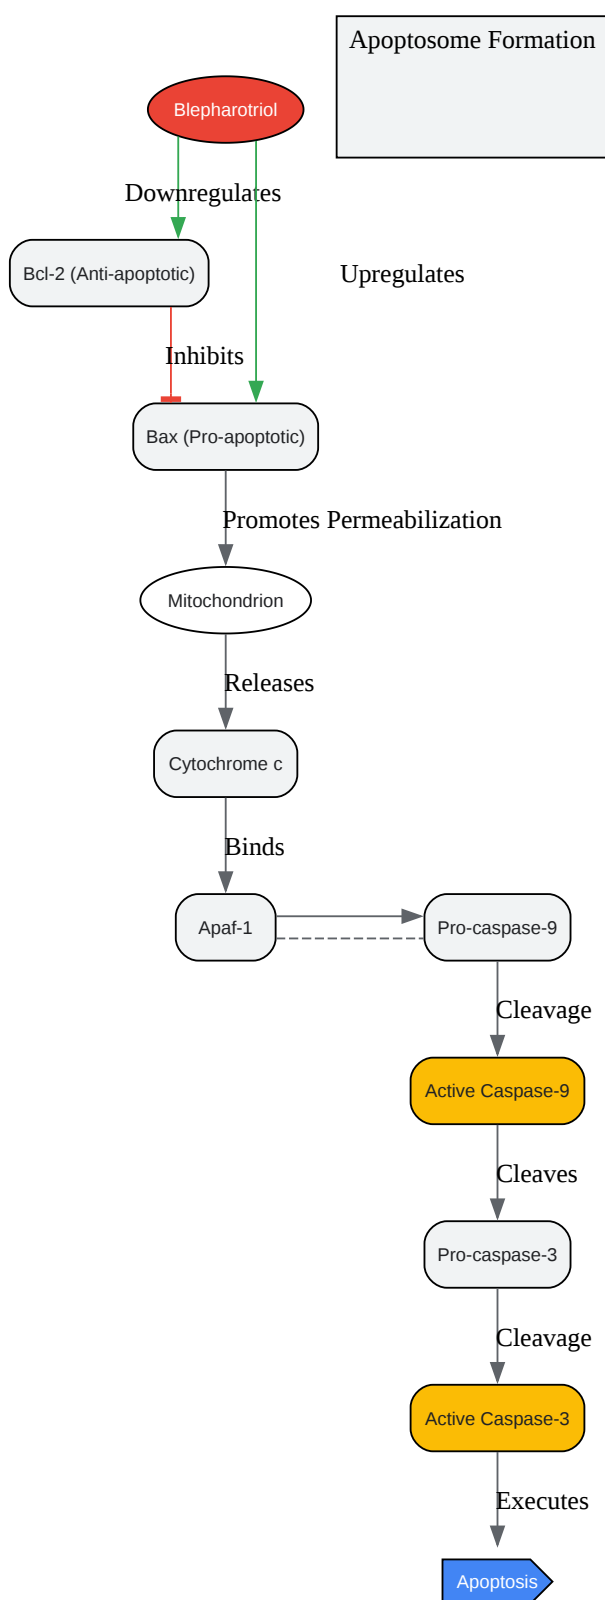 Apoptosome Formation
Blepharotriol
Downregulates
Bcl-2 (Anti-apoptotic)
Upregulates
Inhibits
Bax (Pro-apoptotic)
Promotes Permeabilization
Mitochondrion
Releases
Cytochrome c
Binds
Apaf-1
Pro-caspase-9
Cleavage
Active Caspase-9
Cleaves
Pro-caspase-3
Cleavage
Active Caspase-3
Executes
Apoptosis